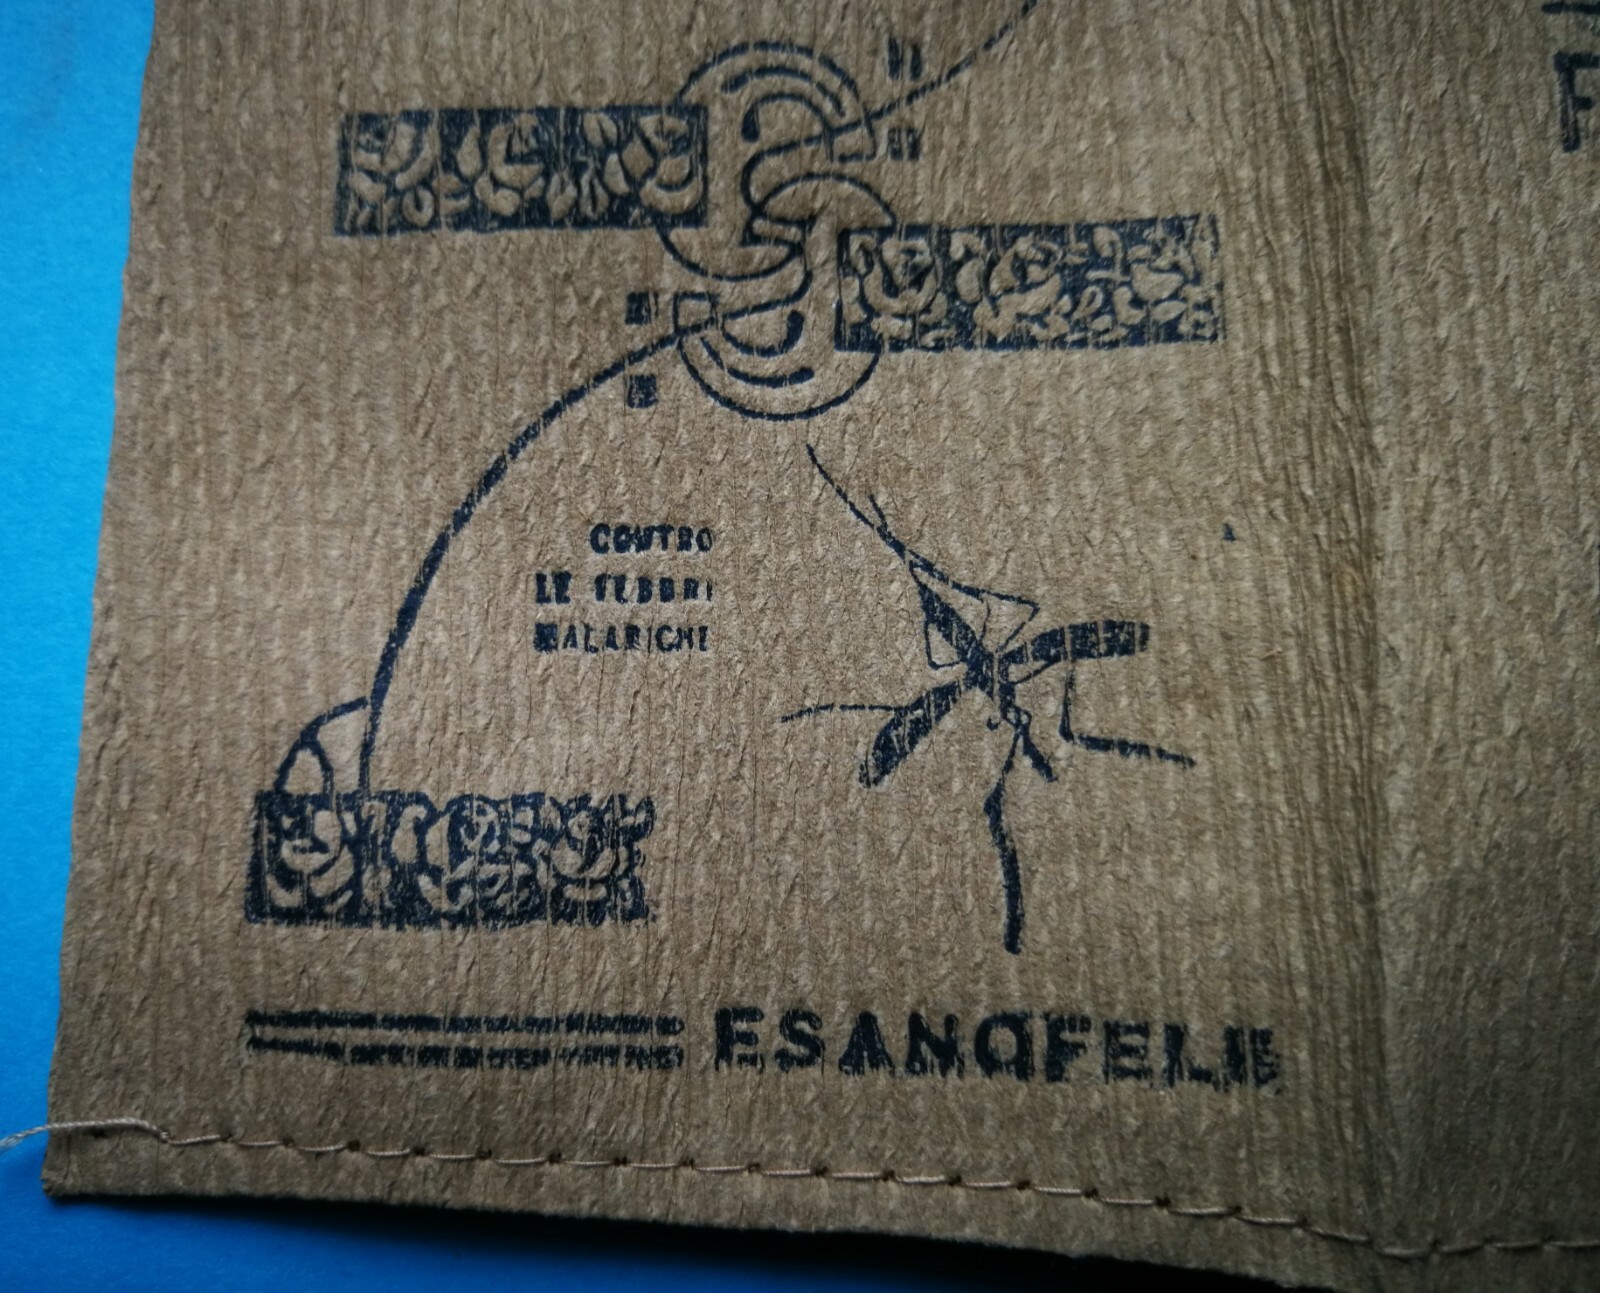 CONTRO
LE FEBBRI
MALARICHE
ESANOFELE
F